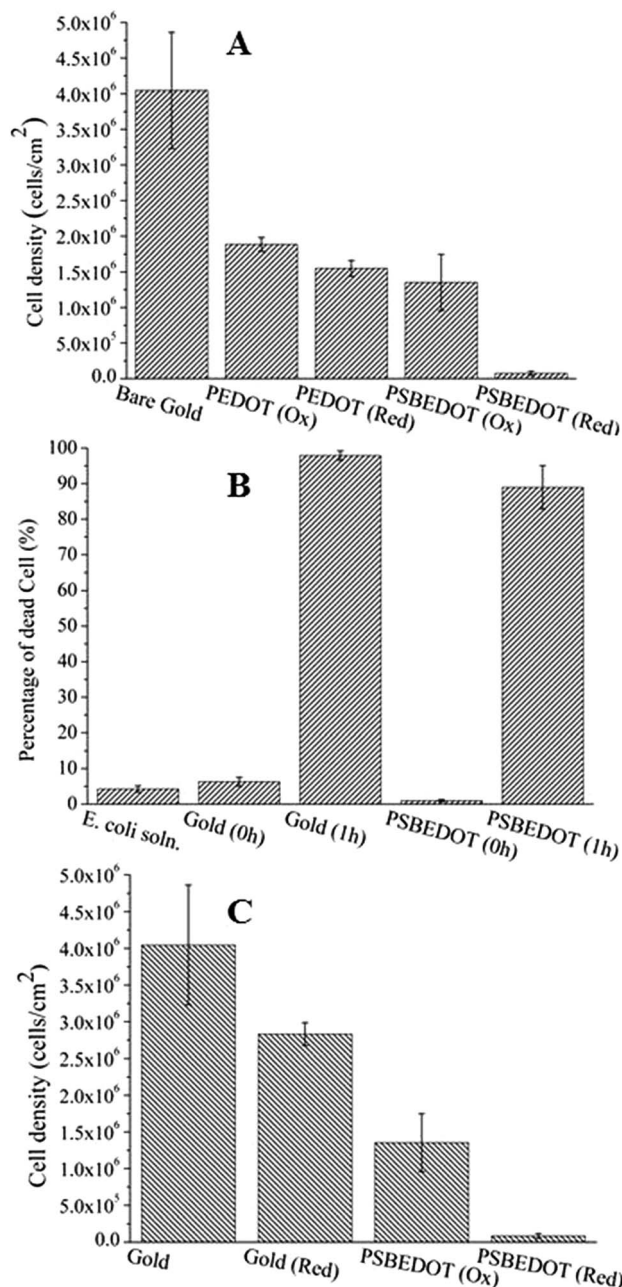 A
Cell density (cells/cm²)
5.0x10⁶
4.5x10⁶
4.0x10⁶
3.5x10⁶
3.0x10⁶
2.5x10⁶
2.0x10⁶
1.5x10⁶
1.0x10⁶
5.0x10⁵
0.0
Bare Gold
PEDOT (Ox)
PEDOT (Red)
PSBEDOT (Ox)
PSBEDOT (Red)
B
Percentage of dead Cell (%)
100
90
80
70
60
50
40
30
20
10
0
E. coli soln.
Gold (0h)
Gold (1h)
PSBEDOT (0h)
PSBEDOT (1h)
C
Cell density (cells/cm²)
5.0x10⁶
4.5x10⁶
4.0x10⁶
3.5x10⁶
3.0x10⁶
2.5x10⁶
2.0x10⁶
1.5x10⁶
1.0x10⁶
5.0x10⁵
0.0
Gold
Gold (Red)
PSBEDOT (Ox)
PSBEDOT (Red)